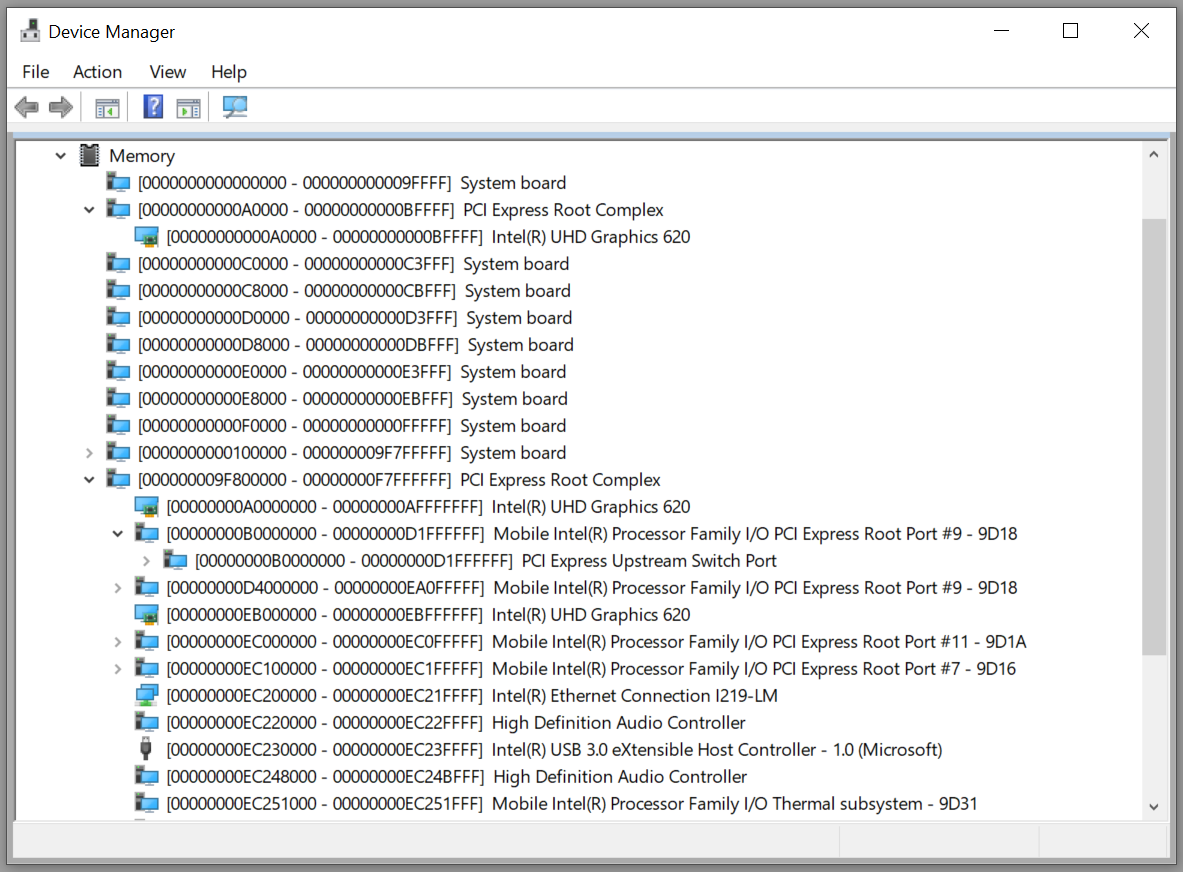 Device Manager
File Action View Help
Memory
[0000000000000000 - 000000000009FFFF] System board
[00000000000A0000 - 00000000000BFFFF] PCI Express Root Complex
[00000000000A0000 - 00000000000BFFFF] Intel(R) UHD Graphics 620
[00000000000C0000 - 00000000000C3FFF] System board
[00000000000C8000 - 00000000000CBFFF] System board
[00000000000D0000 - 00000000000D3FFF] System board
[00000000000D8000 - 00000000000DBFFF] System board
[00000000000E0000 - 00000000000E3FFF] System board
[00000000000E8000 - 00000000000EBFFF] System board
[00000000000F0000 - 00000000000FFFFF] System board
[0000000000100000 - 000000009F7FFFFF] System board
[000000009F800000 - 00000000F7FFFFFF] PCI Express Root Complex
[00000000A0000000 - 00000000AFFFFFFF] Intel(R) UHD Graphics 620
[00000000B0000000 - 00000000D1FFFFFF] Mobile Intel(R) Processor Family I/O PCI Express Root Port #9 - 9D18
[00000000B0000000 - 00000000D1FFFFFF] PCI Express Upstream Switch Port
[00000000D4000000 - 00000000EA0FFFFF] Mobile Intel(R) Processor Family I/O PCI Express Root Port #9 - 9D18
[00000000EB000000 - 00000000EBFFFFFF] Intel(R) UHD Graphics 620
[00000000EC000000 - 00000000EC0FFFFF] Mobile Intel(R) Processor Family I/O PCI Express Root Port #11 - 9D1A
[00000000EC100000 - 00000000EC1FFFFF] Mobile Intel(R) Processor Family I/O PCI Express Root Port #7 - 9D16
[00000000EC200000 - 00000000EC21FFFF] Intel(R) Ethernet Connection I219-LM
[00000000EC220000 - 00000000EC22FFFF] High Definition Audio Controller
[00000000EC230000 - 00000000EC23FFFF] Intel(R) USB 3.0 eXtensible Host Controller - 1.0 (Microsoft)
[00000000EC248000 - 00000000EC24BFFF] High Definition Audio Controller
[00000000EC251000 - 00000000EC251FFF] Mobile Intel(R) Processor Family I/O Thermal subsystem - 9D31